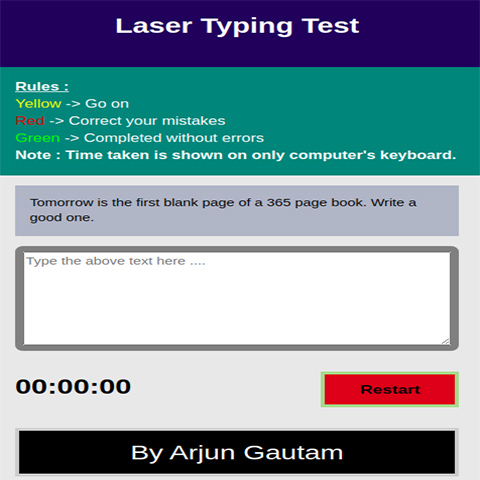 Laser Typing Test
Rules :
Yellow -> Go on
Red -> Correct your mistakes
Green -> Completed without errors
Note : Time taken is shown on only computer's keyboard.
Tomorrow is the first blank page of a 365 page book. Write a
good one.
Type the above text here ....
00:00:00
Restart
By Arjun Gautam